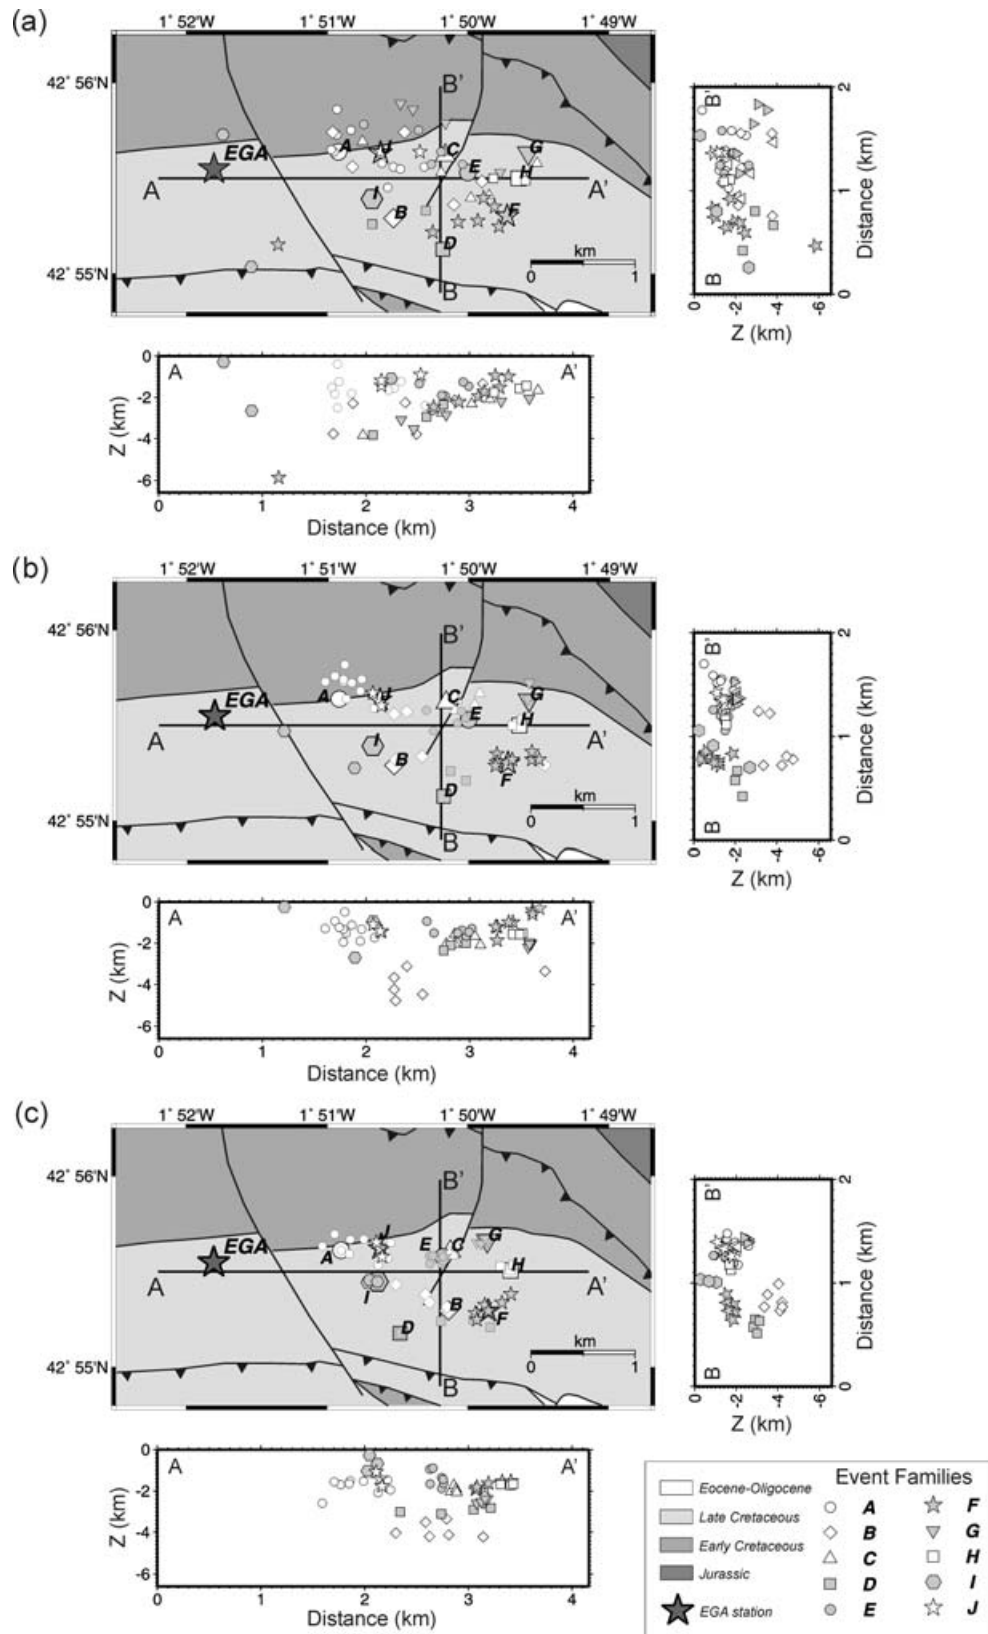 (a)
1° 52'W 1° 51'W 1° 50'W 1° 49'W
42° 56'N
42° 55'N
B'
EGA
A J C G
E
H
A A'
I
B F
D
B
km
0 1
B' B
0 1 2
Distance (km)
0 -2 -4 -6
Z (km)
A A'
0
-2
-4
-6
Z (km)
0 1 2 3 4
Distance (km)
(b)
1° 52'W 1° 51'W 1° 50'W 1° 49'W
42° 56'N
42° 55'N
B'
EGA
A J C G
E
H
A A'
I
B F
D
B
km
0 1
B' B
0 1 2
Distance (km)
0 -2 -4 -6
Z (km)
A A'
0
-2
-4
-6
Z (km)
0 1 2 3 4
Distance (km)
(c)
1° 52'W 1° 51'W 1° 50'W 1° 49'W
42° 56'N
42° 55'N
B'
EGA
A I E C G
H
A A'
I
B F
D
B
km
0 1
B' B
0 1 2
Distance (km)
0 -2 -4 -6
Z (km)
A A'
0
-2
-4
-6
Z (km)
0 1 2 3 4
Distance (km)
Eocene-Oligocene
Late Cretaceous
Early Cretaceous
Jurassic
EGA station
Event Families
A F
B G
C H
D I
E J